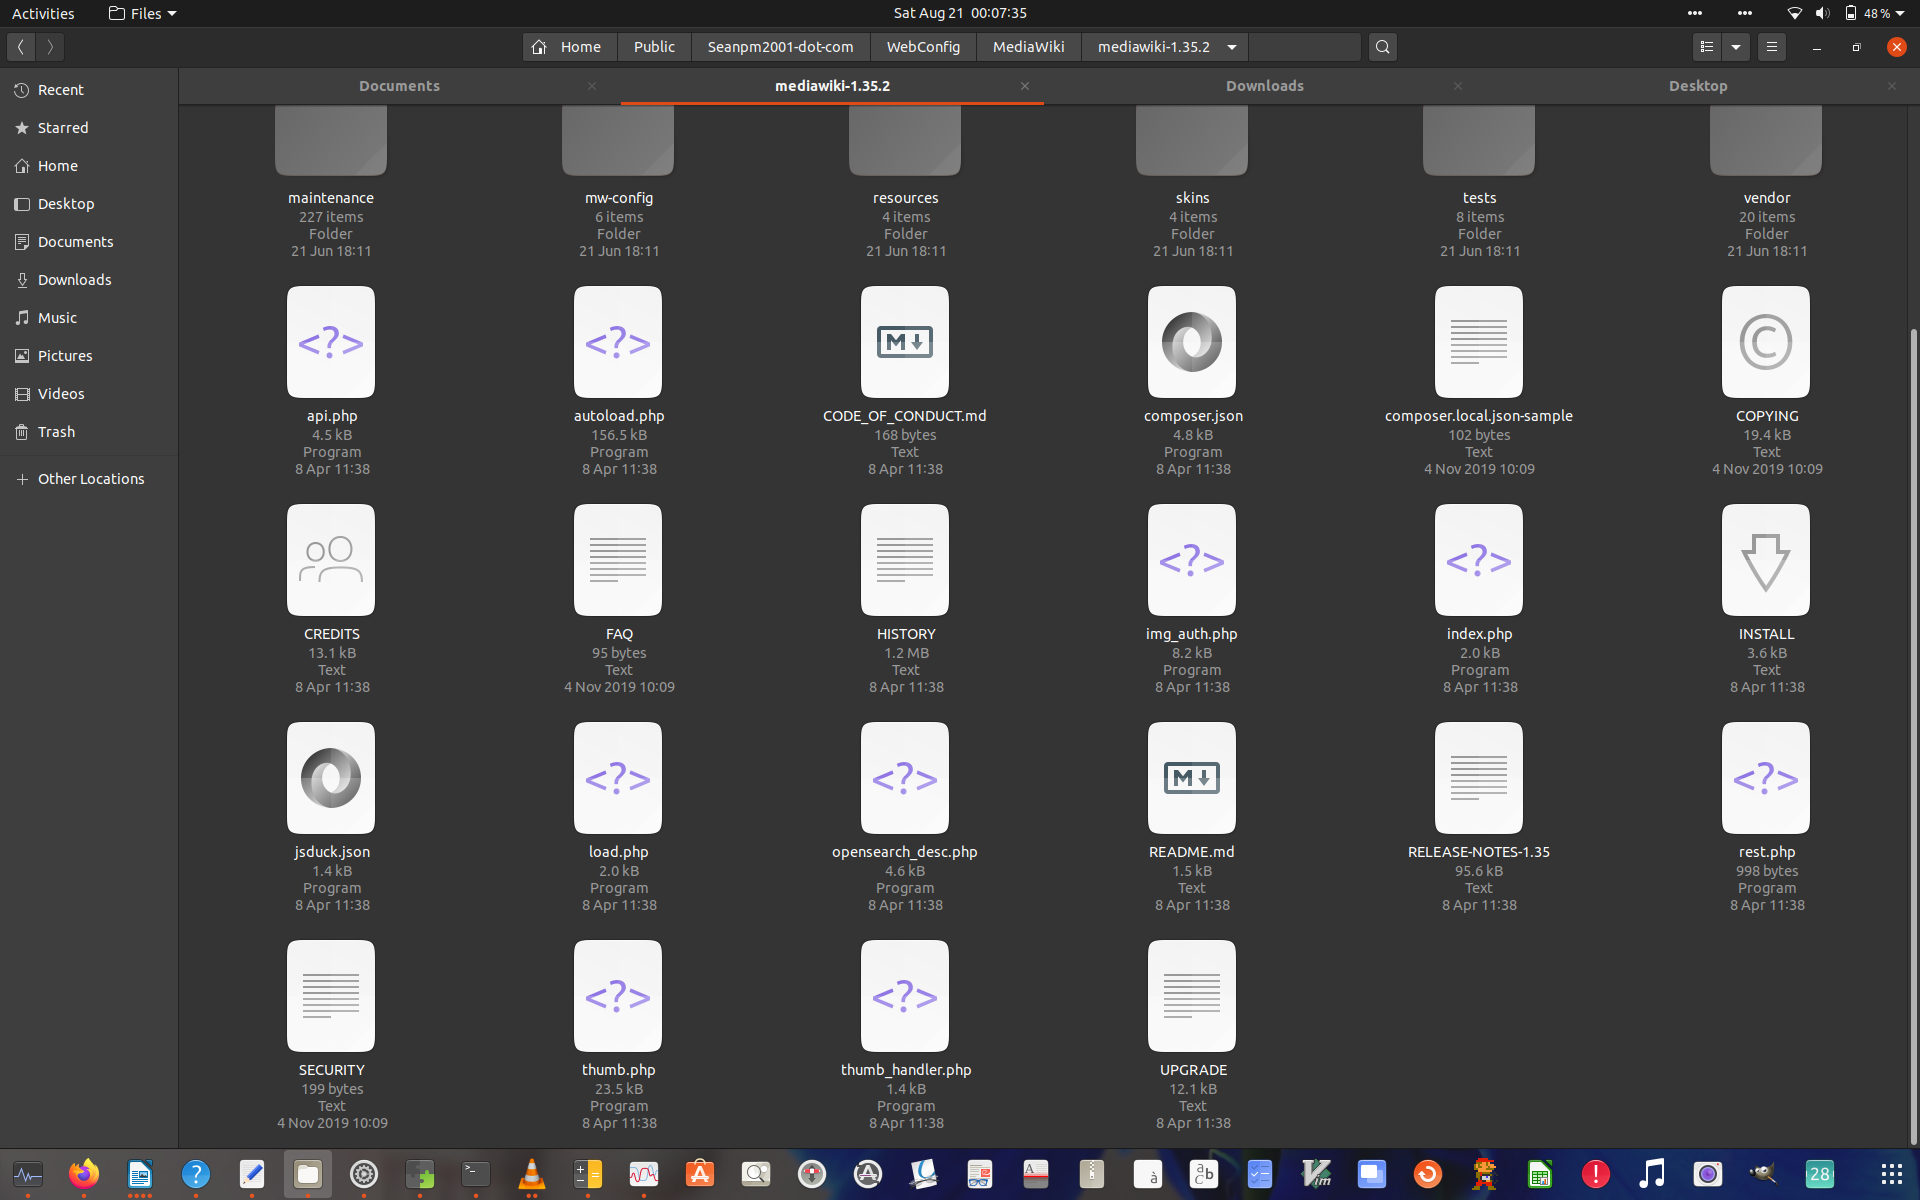 Activities Files Sat Aug 21 00:07:35 48 %
Home Public Seanpm2001-dot-com WebConfig MediaWiki mediawiki-1.35.2
Documents mediawiki-1.35.2 Downloads Desktop
Recent
Starred
Home
Desktop
Documents
Downloads
Music
Pictures
Videos
Trash
Other Locations
maintenance mw-config resources skins tests vendor
227 items 6 items 4 items 4 items 8 items 20 items
Folder Folder Folder Folder Folder Folder
21 Jun 18:11 21 Jun 18:11 21 Jun 18:11 21 Jun 18:11 21 Jun 18:11 21 Jun 18:11
<?> <?> M ©
api.php autoload.php CODE_OF_CONDUCT.md composer.json composer.local.json-sample COPYING
4.5 kB 156.5 kB 168 bytes 4.8 kB 102 bytes 19.4 kB
Program Program Text Program Text Text
8 Apr 11:38 8 Apr 11:38 8 Apr 11:38 8 Apr 11:38 4 Nov 2019 10:09 4 Nov 2019 10:09
<?> <?>
CREDITS FAQ HISTORY img_auth.php index.php INSTALL
13.1 kB 95 bytes 1.2 MB 8.2 kB 2.0 kB 3.6 kB
Text Text Text Program Program Text
8 Apr 11:38 4 Nov 2019 10:09 8 Apr 11:38 8 Apr 11:38 8 Apr 11:38 8 Apr 11:38
<?> <?> M <?>
jsduck.json load.php opensearch_desc.php README.md RELEASE-NOTES-1.35 rest.php
1.4 kB 2.0 kB 4.6 kB 1.5 kB 95.6 kB 998 bytes
Program Program Program Text Text Program
8 Apr 11:38 8 Apr 11:38 8 Apr 11:38 8 Apr 11:38 8 Apr 11:38 8 Apr 11:38
<?> <?>
SECURITY thumb.php thumb_handler.php UPGRADE
199 bytes 23.5 kB 1.4 kB 12.1 kB
Text Program Program Text
4 Nov 2019 10:09 8 Apr 11:38 8 Apr 11:38 8 Apr 11:38
? >_ A A à abc Vim ! 28